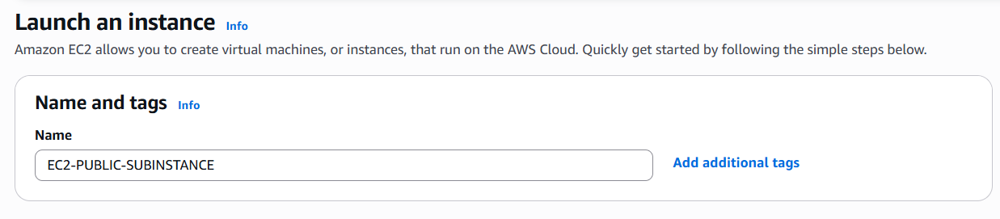 Launch an instance Info
Amazon EC2 allows you to create virtual machines, or instances, that run on the AWS Cloud. Quickly get started by following the simple steps below.
Name and tags Info
Name
EC2-PUBLIC-SUBINSTANCE
Add additional tags